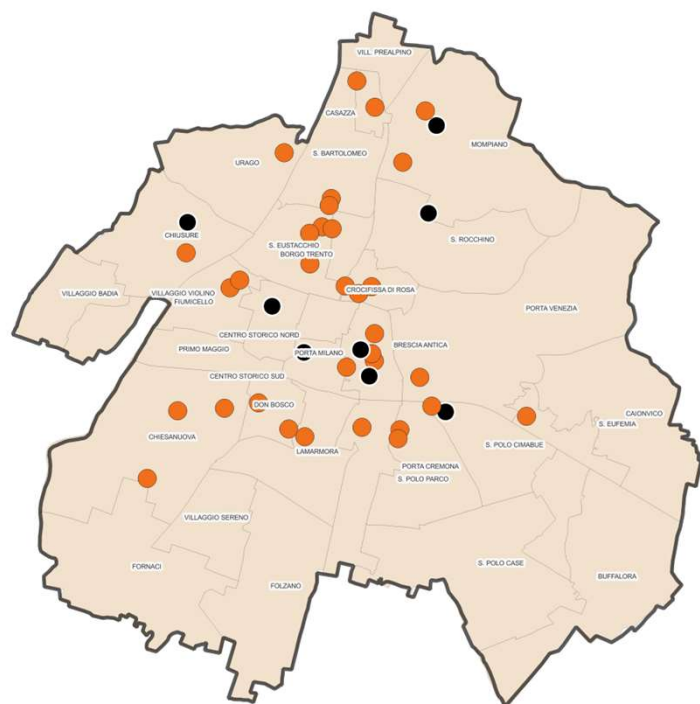 VILL. PREALPINO
CASAZZA
MOMPIANO
S. BARTOLOMEO
URAGO
CHIUSURE
S. ROCCHINO
S. EUSTACCHIO
BORGO TRENTO
VILLAGGIO BADIA
VILLAGGIO VIOLINO
FIUMICELLO
CROCIFISSA DI ROSA
PORTA VENEZIA
CENTRO STORICO NORD
PRIMO MAGGIO
PORTA MILANO
BRESCIA ANTICA
CENTRO STORICO SUD
DON BOSCO
CAIONVICO
S. EUFEMIA
CHIESANUOVA
S. POLO CIMABUE
LAMARMORA
PORTA CREMONA
S. POLO PARCO
VILLAGGIO SERENO
FORNACI
FOLZANO
S. POLO CASE
BUFFALORA